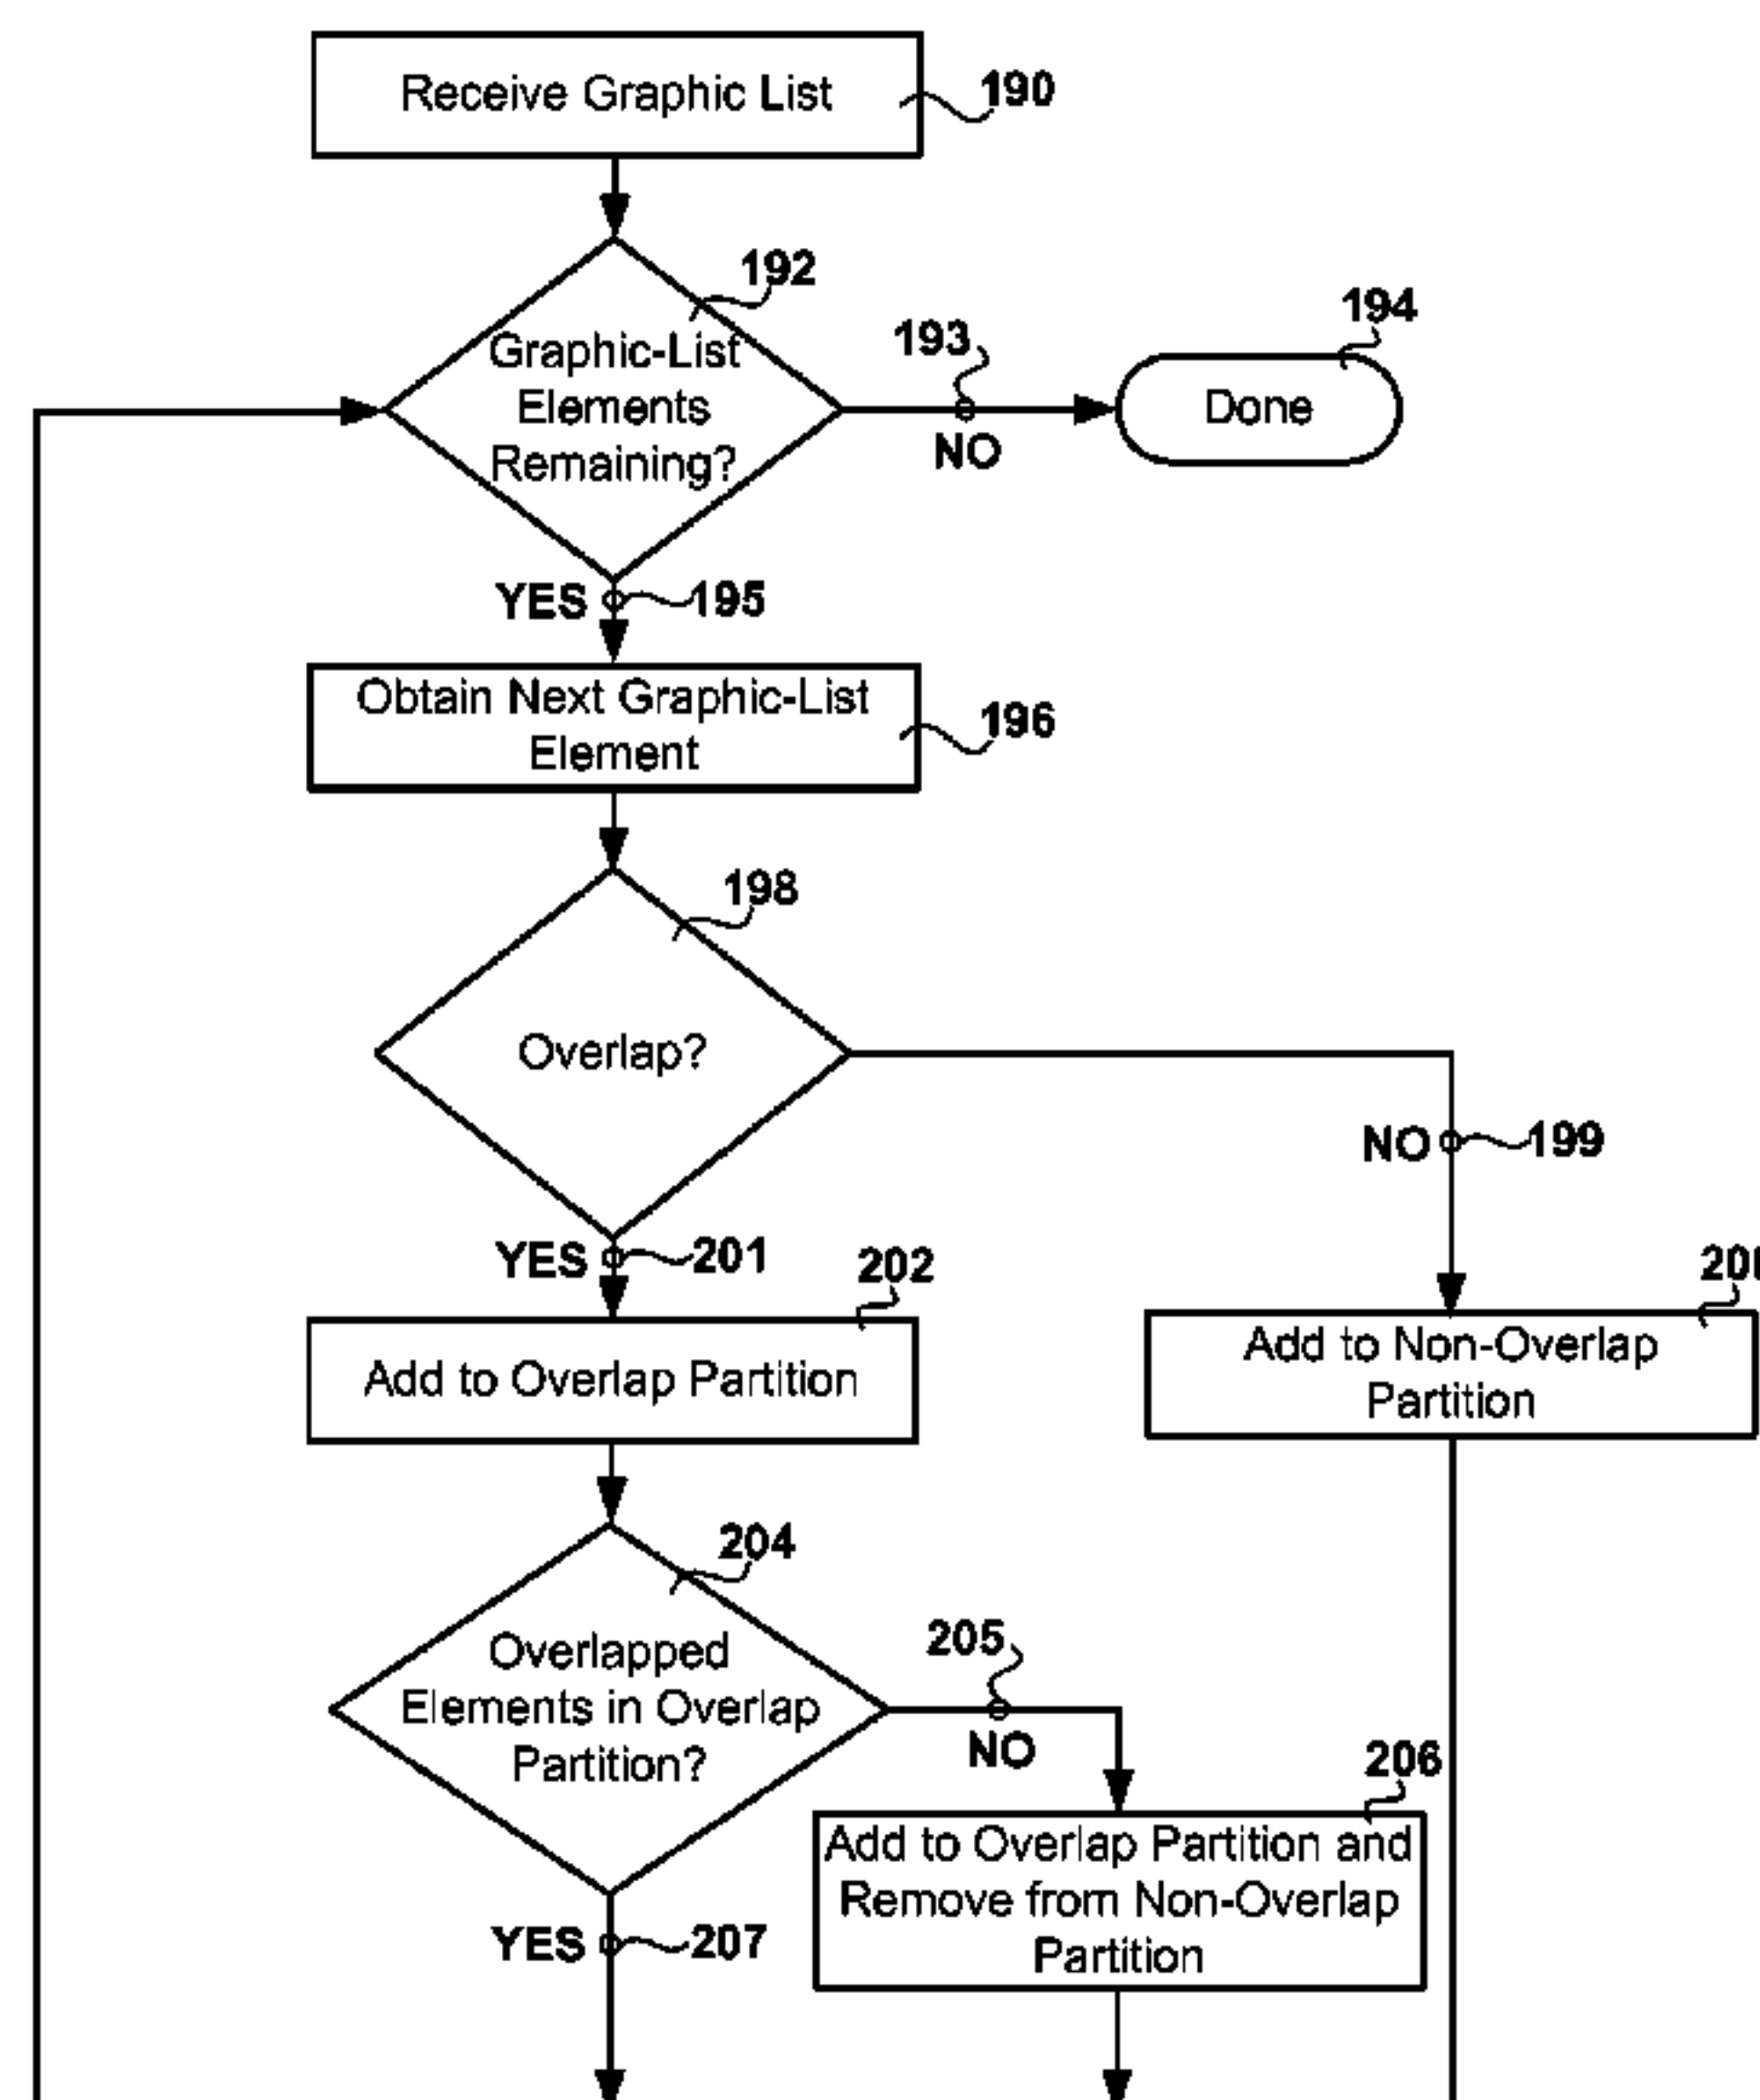 Receive Graphic List
190
192
Graphic-List
Elements
Remaining?
193
NO
194
Done
YES
195
Obtain Next Graphic-List
Element
196
198
Overlap?
NO
199
YES
201
202
Add to Overlap Partition
Add to Non-Overlap
Partition
204
Overlapped
Elements in Overlap
Partition?
205
NO
206
Add to Overlap Partition and
Remove from Non-Overlap
Partition
YES
207